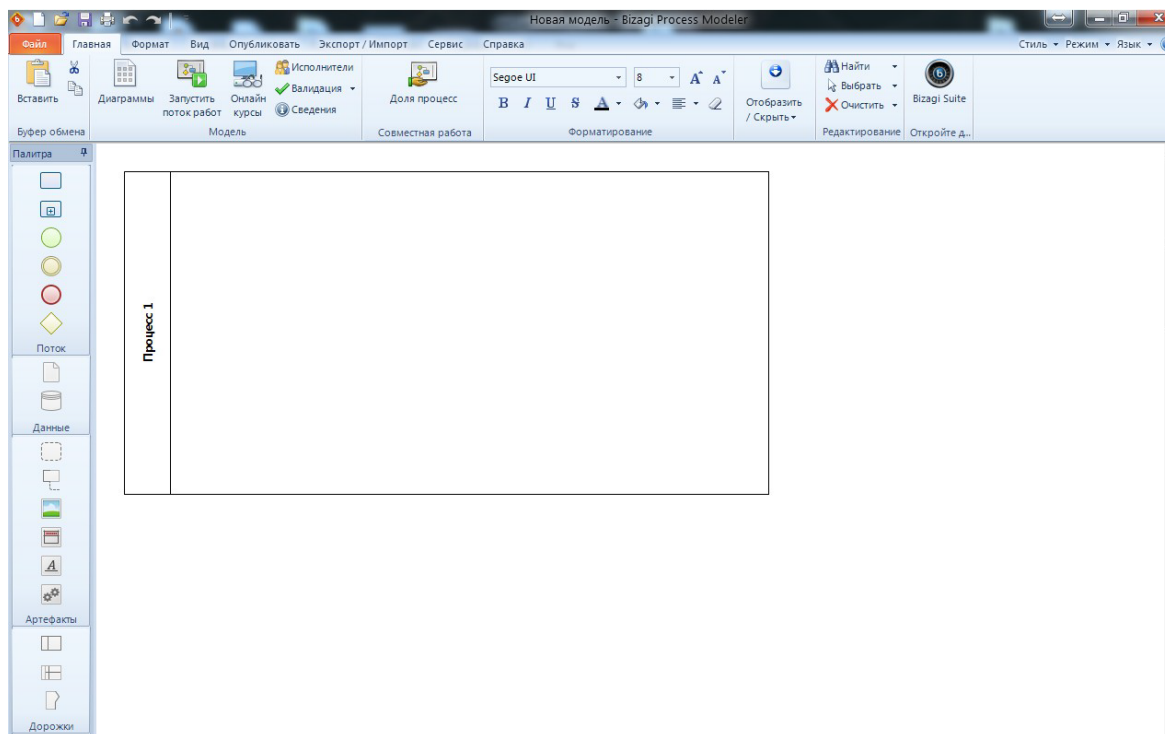 Новая модель - Bizagi Process Modeler
Файл Главная Формат Вид Опубликовать Экспорт / Импорт Сервис Справка Стиль Режим Язык
Вставить
Буфер обмена
Диаграммы
Запустить поток работ
Онлайн курсы
Исполнители
Валидация
Сведения
Модель
Доля процесс
Совместная работа
Segoe UI 8 A A
B I U S A
Форматирование
Отобразить
/ Скрыть
Найти
Выбрать
Очистить
Редактирование
Bizagi Suite
Откройте д...
Палитра
Поток
Данные
A
Артефакты
Дорожки
Процесс 1